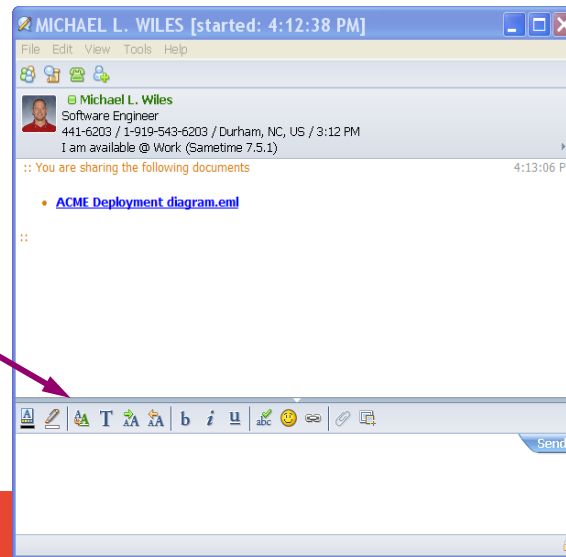 MICHAEL L. WILES [started: 4:12:38 PM]
File Edit View Tools Help
Michael L. Wiles
Software Engineer
441-6203 / 1-919-543-6203 / Durham, NC, US / 3:12 PM
I am available @ Work (Sametime 7.5.1)
:: You are sharing the following documents 4:13:06 P
• ACME Deployment diagram.eml
::
A A A T A A A A b i u abc
Send